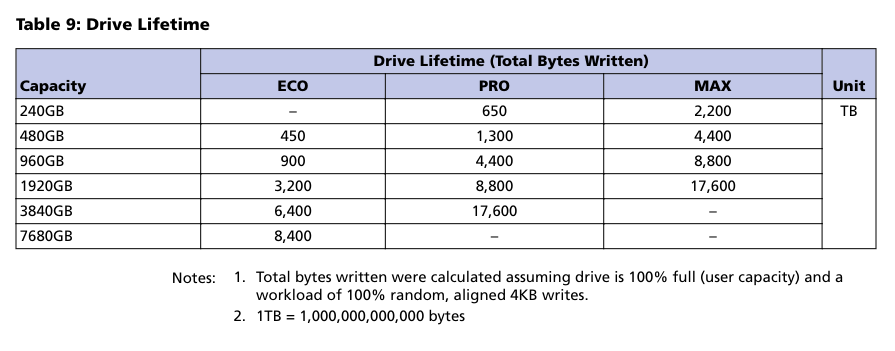 Table 9: Drive Lifetime
Drive Lifetime (Total Bytes Written)
Capacity ECO PRO MAX Unit
240GB – 650 2,200 TB
480GB 450 1,300 4,400
960GB 900 4,400 8,800
1920GB 3,200 8,800 17,600
3840GB 6,400 17,600 –
7680GB 8,400 – –
Notes: 1. Total bytes written were calculated assuming drive is 100% full (user capacity) and a
workload of 100% random, aligned 4KB writes.
2. 1TB = 1,000,000,000,000 bytes